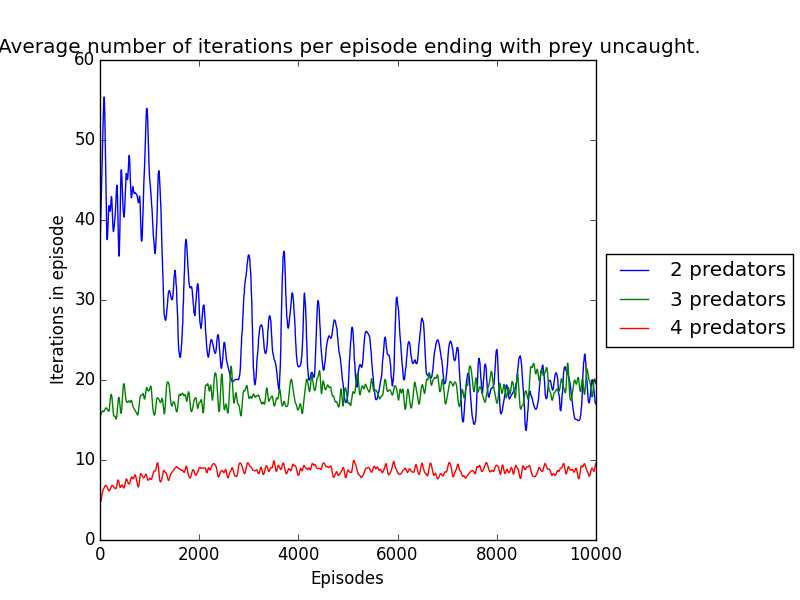 Average number of iterations per episode ending with prey uncaught.
60
50
40
30
20
10
0
Iterations in episode
0 2000 4000 6000 8000 10000
Episodes
2 predators
3 predators
4 predators